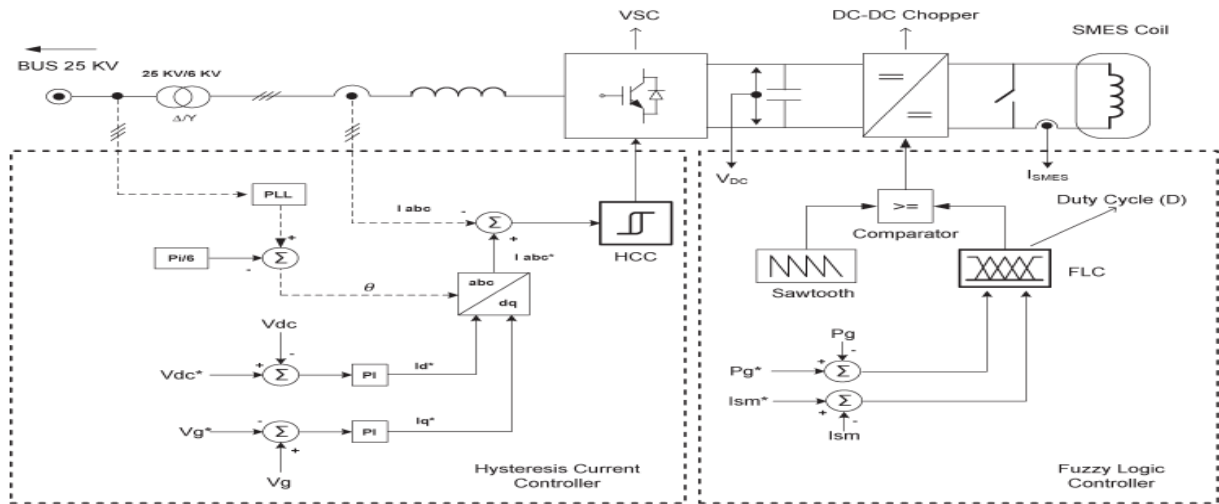 VSC
DC-DC Chopper
SMES Coil
BUS 25 KV
25 KV/6 KV
Δ/Y
V_DC
I_SMES
PLL
I abc
-
Σ
+
>=
Duty Cycle (D)
Comparator
Pi/6
+
-
Σ
I abc*
HCC
FLC
θ
abc
dq
Sawtooth
Vdc
Pg
-
+
Σ
Vdc*
+
-
Σ
PI
Id*
Pg*
Ism*
Σ
+
-
Ism
Vg*
-
Σ
+
PI
Iq*
Vg
Hysteresis Current
Controller
Fuzzy Logic
Controller